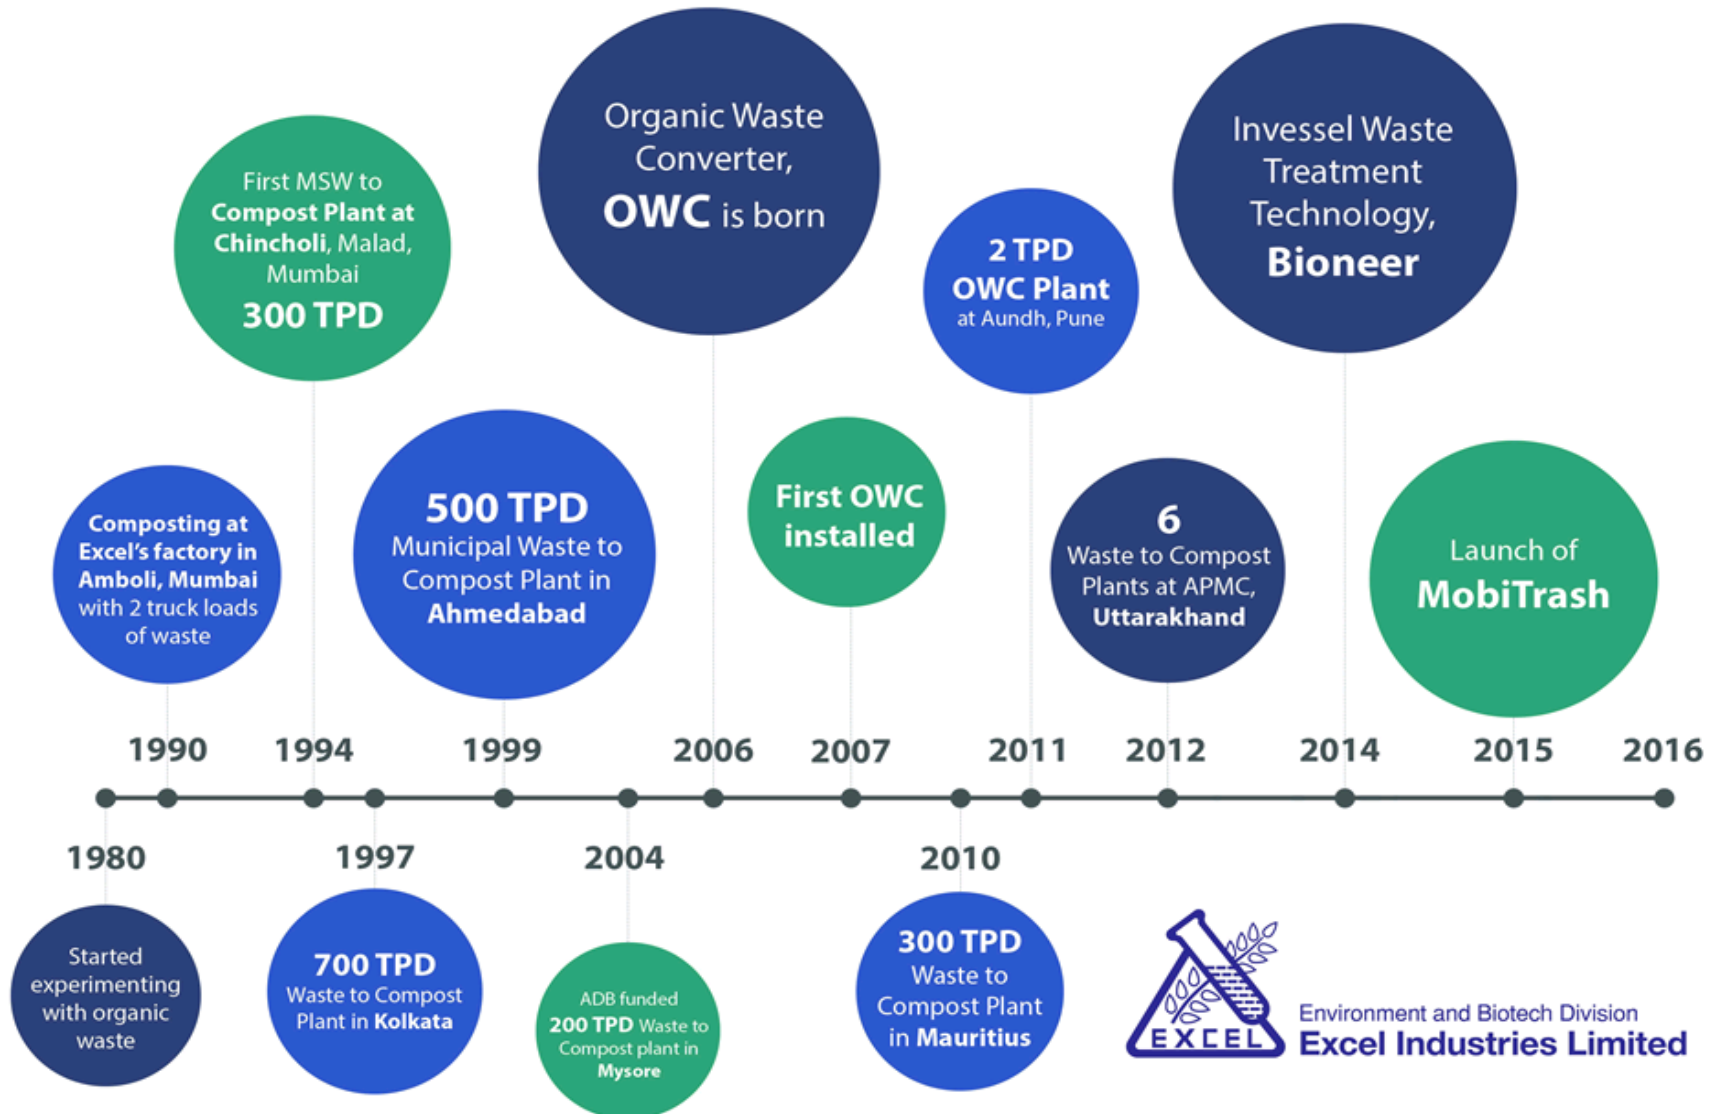 Organic Waste
Converter,
OWC is born
Invessel Waste
Treatment
Technology,
Bioneer
First MSW to
Compost Plant at
Chincholi, Malad,
Mumbai
300 TPD
2 TPD
OWC Plant
at Aundh, Pune
Composting at
Excel's factory in
Amboli, Mumbai
with 2 truck loads
of waste
500 TPD
Municipal Waste to
Compost Plant in
Ahmedabad
First OWC
installed
6
Waste to Compost
Plants at APMC,
Uttarakhand
Launch of
MobiTrash
1990 1994 1999 2006 2007 2011 2012 2014 2015 2016
1980 1997 2004 2010
Started
experimenting
with organic
waste
700 TPD
Waste to Compost
Plant in Kolkata
ADB funded
200 TPD Waste to
Compost plant in
Mysore
300 TPD
Waste to
Compost Plant
in Mauritius
EXCEL
Environment and Biotech Division
Excel Industries Limited